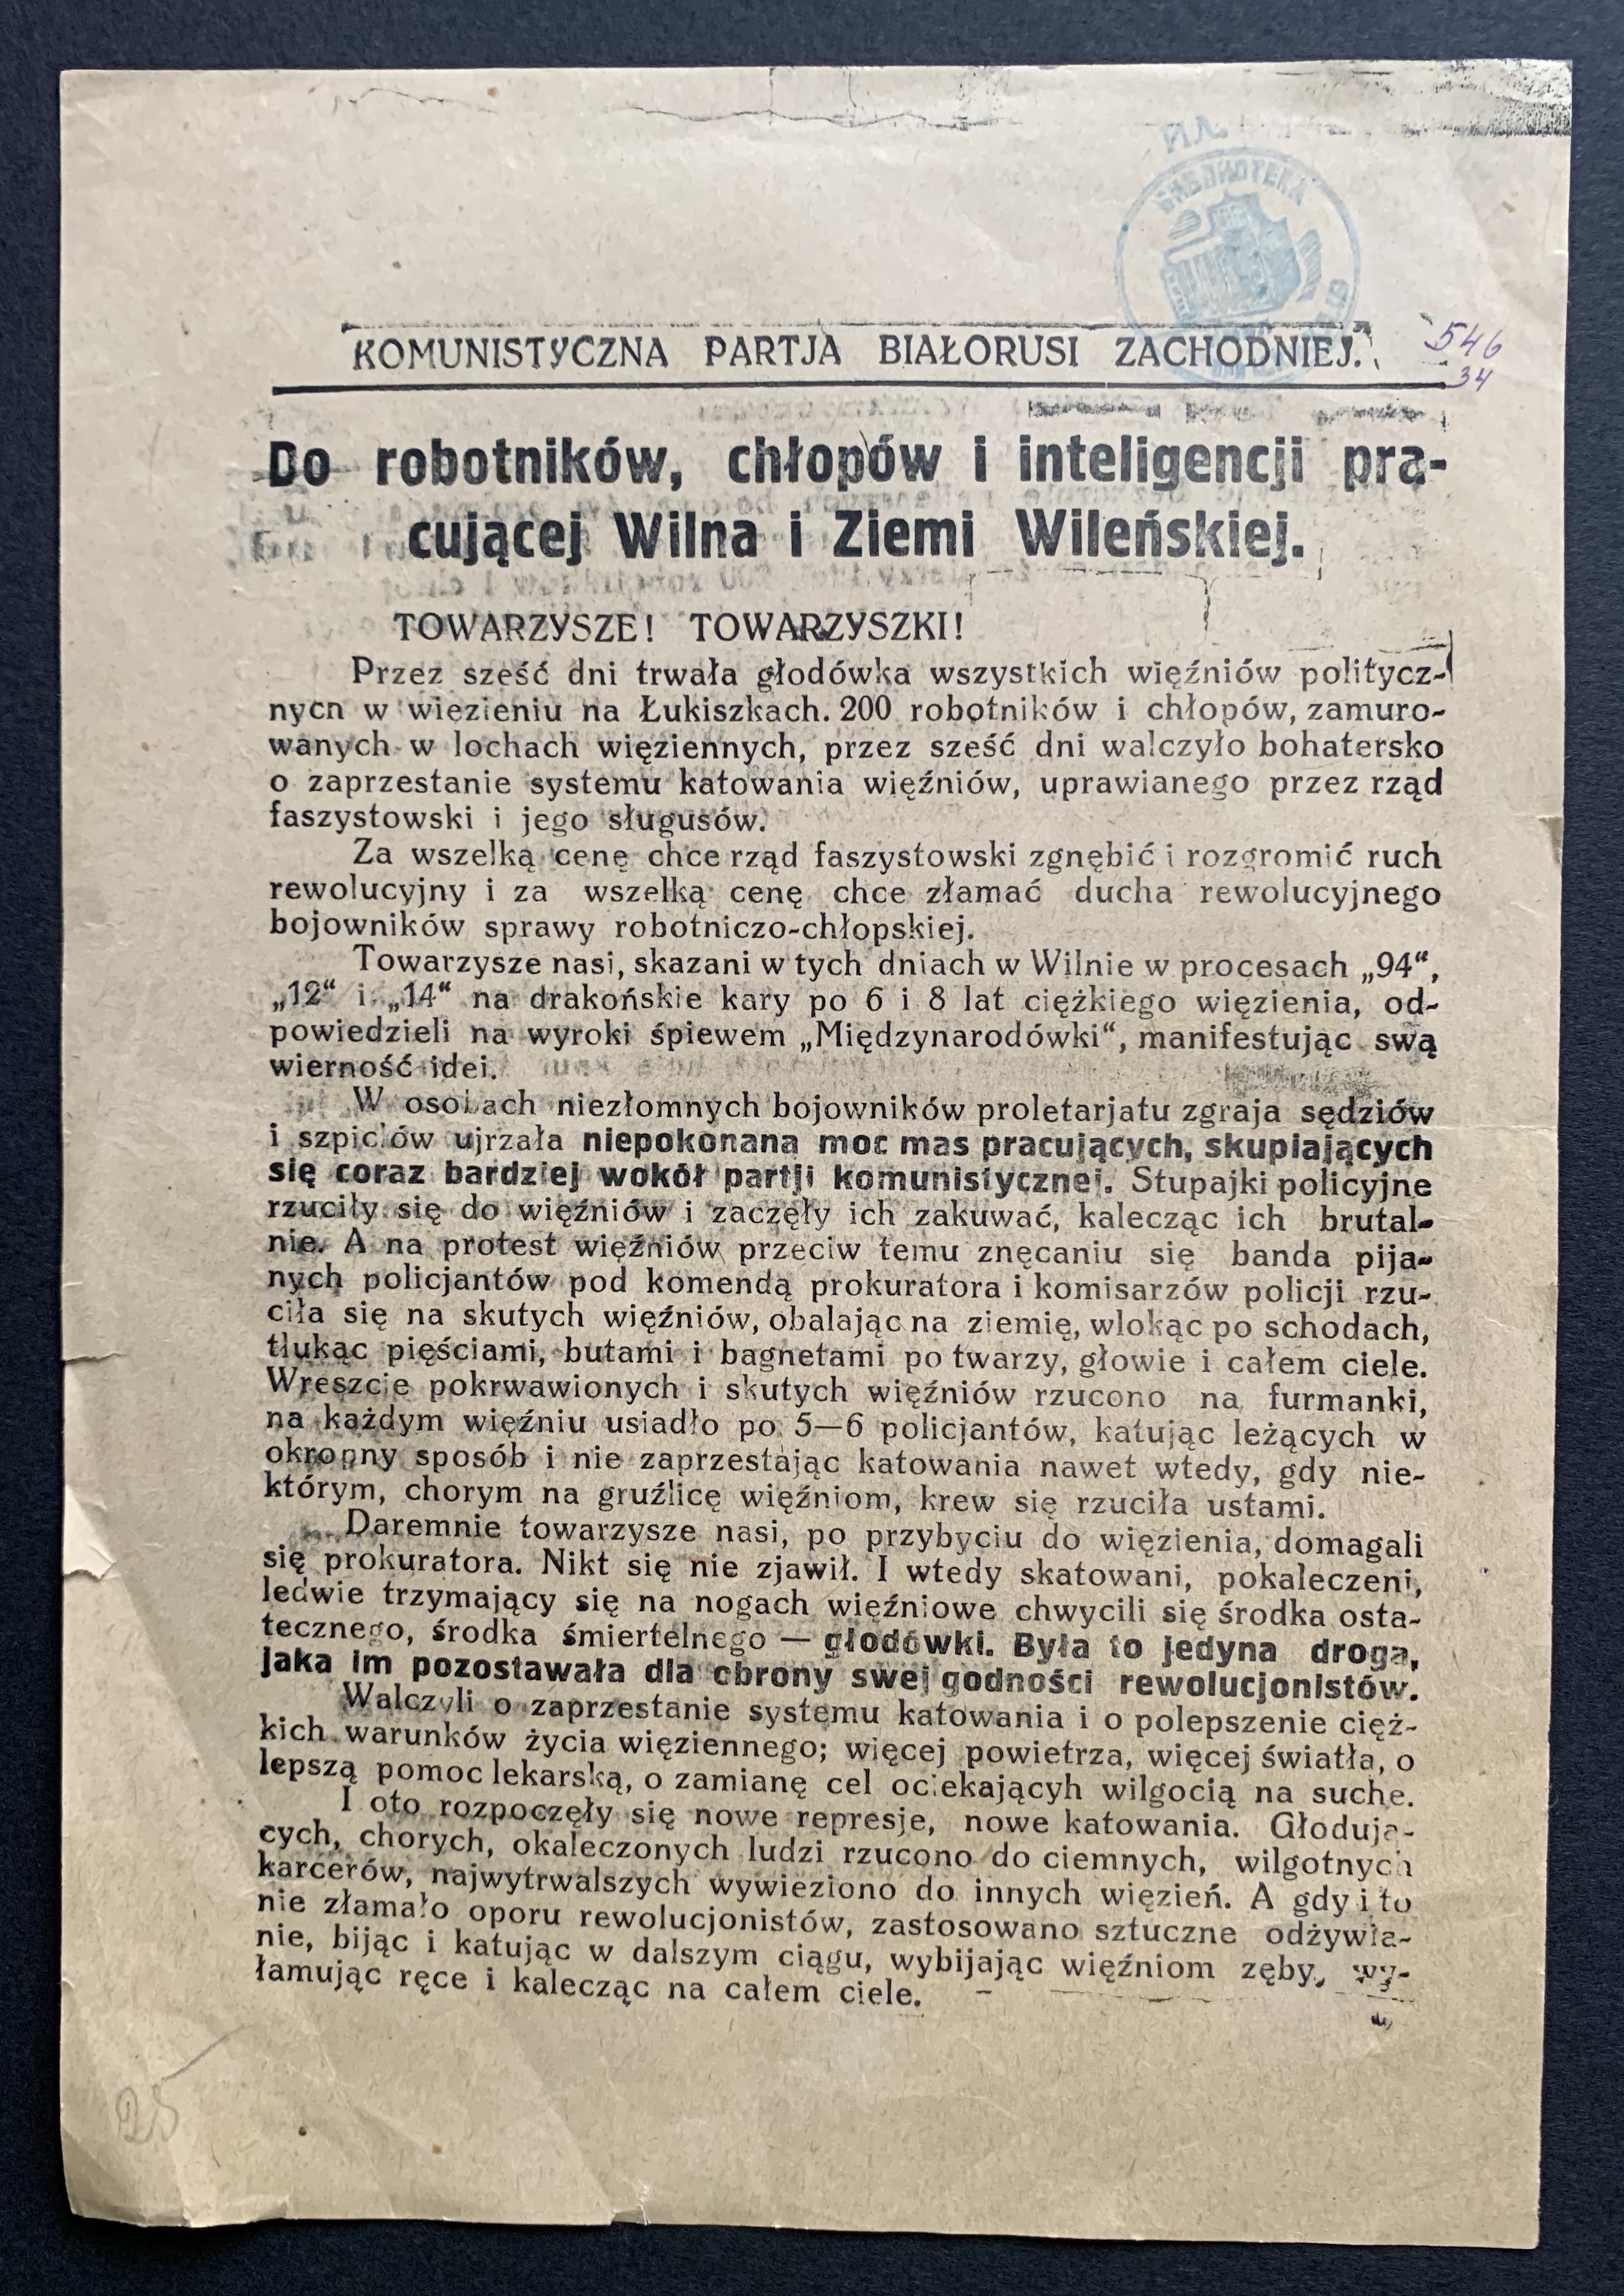 БИБЛИОТЕКА
KOMUNISTYCZNA PARTJA BIAŁORUSI ZACHODNIEJ.
546
34
Do robotników, chłopów i inteligencji pra-
cującej Wilna i Ziemi Wileńskiej.
TOWARZYSZE! TOWARZYSZKI!
Przez sześć dni trwała głodówka wszystkich więźniów politycz-
nycn w więzieniu na Łukiszkach. 200 robotników i chłopów, zamuro-
wanych w lochach więziennych, przez sześć dni walczyło bohatersko
o zaprzestanie systemu katowania więźniów, uprawianego przez rząd
faszystowski i jego sługusów.
Za wszelką cenę chce rząd faszystowski zgnębić i rozgromić ruch
rewolucyjny i za wszelką cenę chce złamać ducha rewolucyjnego
bojowników sprawy robotniczo-chłopskiej.
Towarzysze nasi, skazani w tych dniach w Wilnie w procesach „94“,
„12“ i „14“ na drakońskie kary po 6 i 8 lat ciężkiego więzienia, od-
powiedzieli na wyroki śpiewem „Międzynarodówki“, manifestując swą
wierność idei.
W osobach niezłomnych bojowników proletarjatu zgraja sędziów
i szpiclów ujrzała niepokonana moc mas pracujących, skupiających
się coraz bardziej wokół partji komunistycznej. Stupajki policyjne
rzuciły się do więźniów i zaczęły ich zakuwać, kalecząc ich brutal-
nie. A na protest więźniów przeciw temu znęcaniu się banda pija-
nych policjantów pod komendą prokuratora i komisarzów policji rzu-
ciła się na skutych więźniów, obalając na ziemię, wlokąc po schodach,
tłukąc pięściami, butami i bagnetami po twarzy, głowie i całem ciele.
Wreszcie pokrwawionych i skutych więźniów rzucono na furmanki,
na każdym więźniu usiadło po 5—6 policjantów, katując leżących w
okropny sposób i nie zaprzestając katowania nawet wtedy, gdy nie-
którym, chorym na gruźlicę więźniom, krew się rzuciła ustami.
Daremnie towarzysze nasi, po przybyciu do więzienia, domagali
się prokuratora. Nikt się nie zjawił. I wtedy skatowani, pokaleczeni,
ledwie trzymający się na nogach więźniowe chwycili się środka osta-
tecznego, środka śmiertelnego — głodówki. Była to jedyna droga,
jaka im pozostawała dla obrony swej godności rewolucjonistów.
Walczyli o zaprzestanie systemu katowania i o polepszenie cięż-
kich warunków życia więziennego; więcej powietrza, więcej światła, o
lepszą pomoc lekarską, o zamianę cel ociekającyh wilgocią na suche.
I oto rozpoczęły się nowe represje, nowe katowania. Głodują-
cych, chorych, okaleczonych ludzi rzucono do ciemnych, wilgotnych
karcerów, najwytrwalszych wywieziono do innych więzień. A gdy i to
nie złamało oporu rewolucjonistów, zastosowano sztuczne odżywia-
nie, bijąc i katując w dalszym ciągu, wybijając więźniom zęby, wy-
łamując ręce i kalecząc na całem ciele.
25